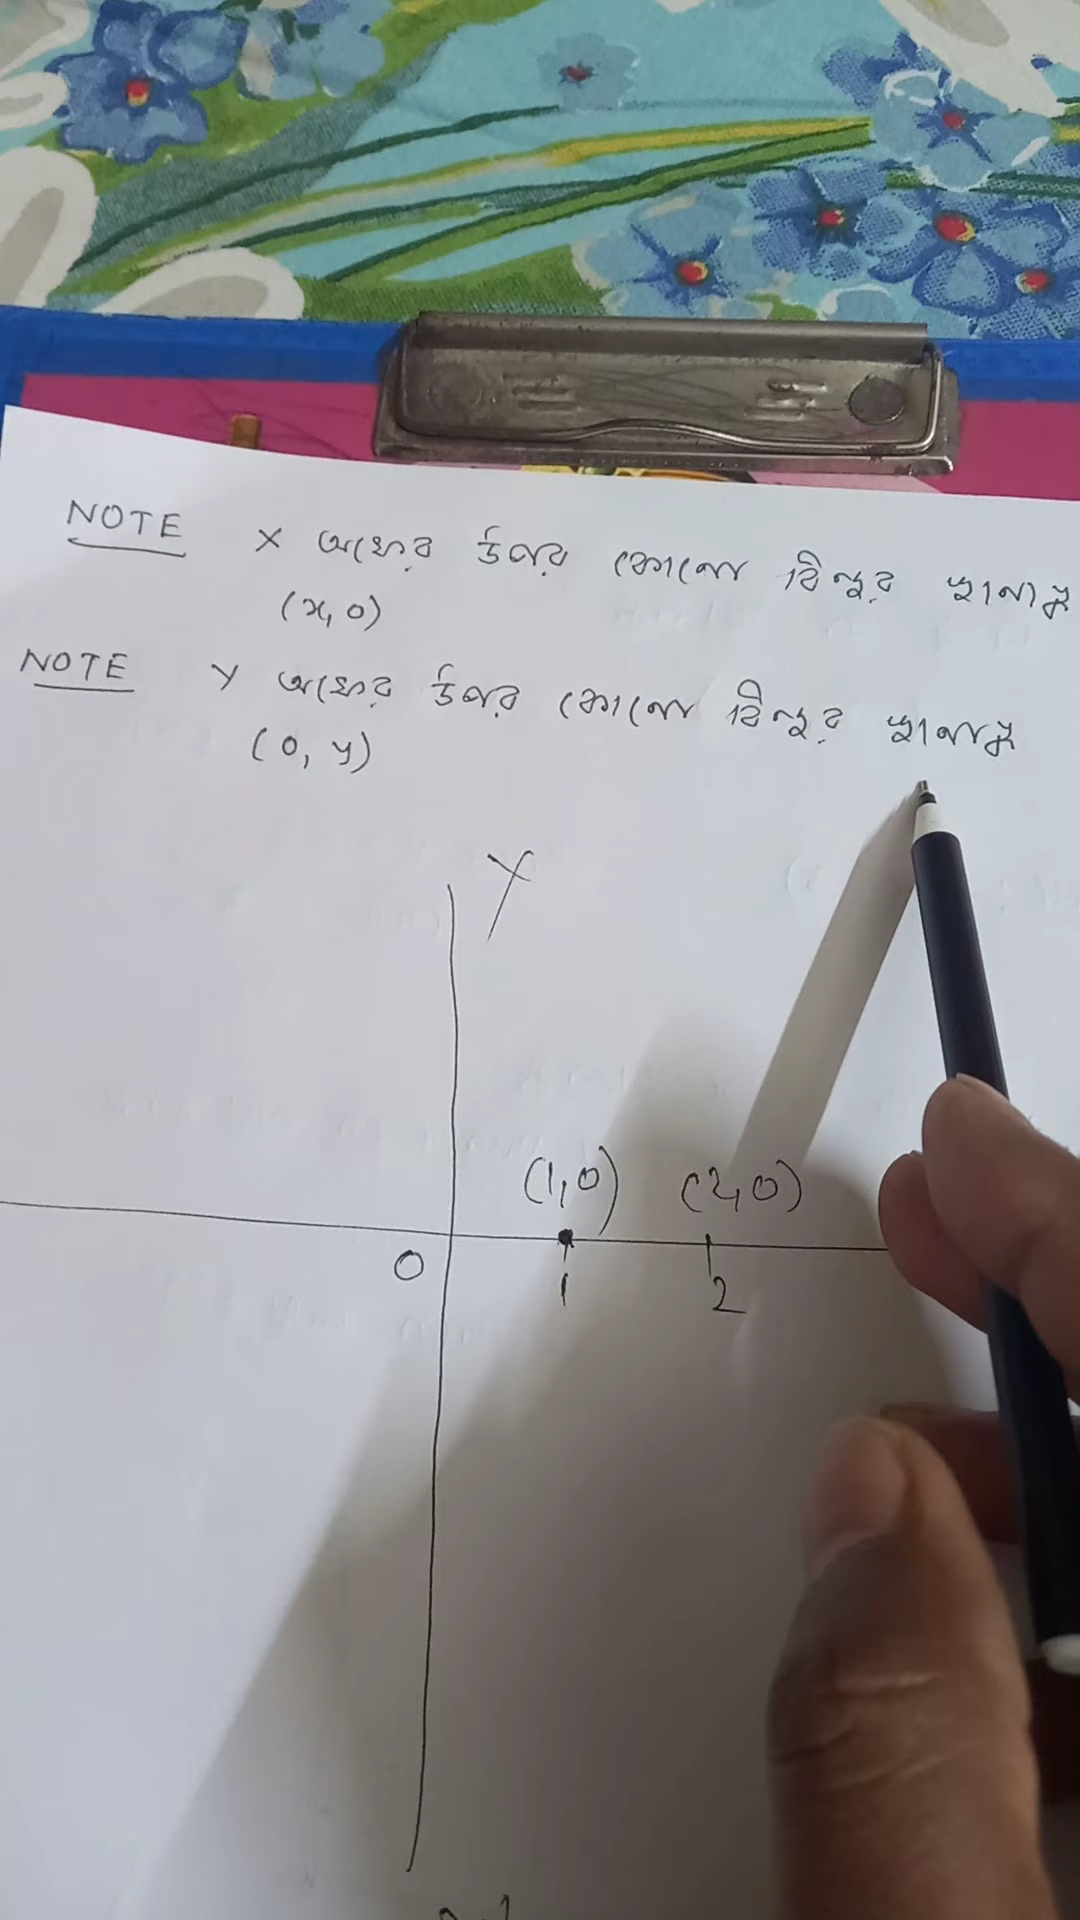 NOTE X অক্ষের উপর কোনো বিন্দুর স্থানাঙ্ক
(x, 0)
NOTE Y অক্ষের উপর কোনো বিন্দুর স্থানাঙ্ক
(0, y)
Y
(1,0) (2,0)
0 1 2